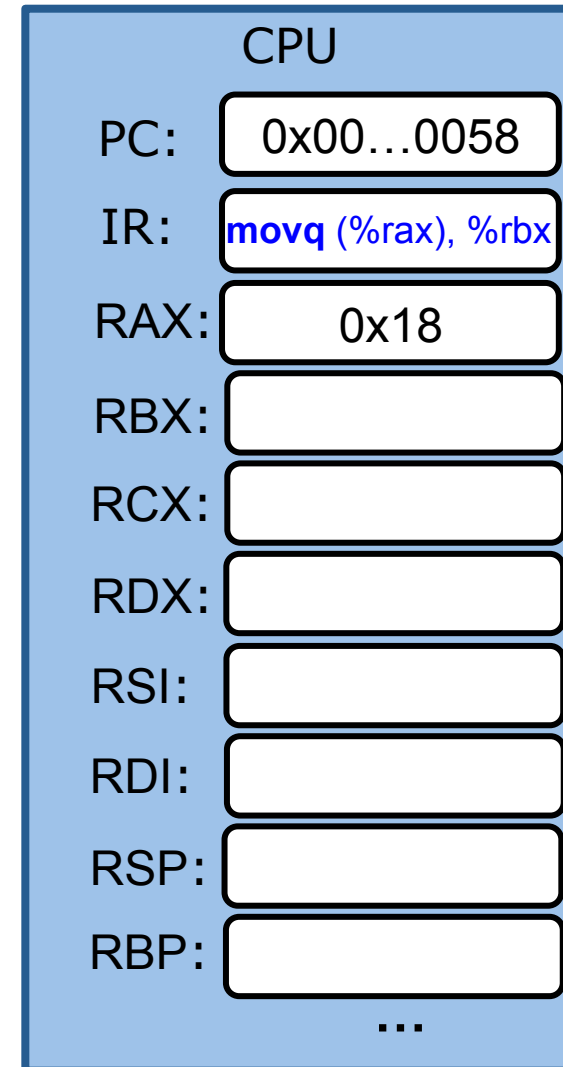 CPU
PC: 0x00...0058
IR: movq (%rax), %rbx
RAX: 0x18
RBX:
RCX:
RDX:
RSI:
RDI:
RSP:
RBP:
...